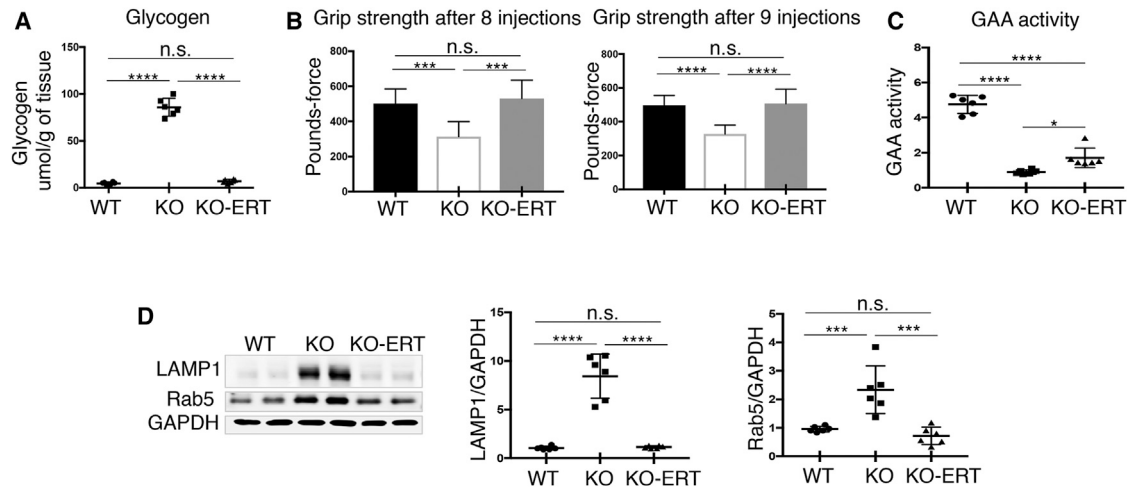 A
Glycogen
Glycogen
umol/g of tissue
150
100
50
0
n.s.
**** ****
WT KO KO-ERT
B
Grip strength after 8 injections
Pounds-force
800
600
400
200
0
n.s.
*** ***
WT KO KO-ERT
Grip strength after 9 injections
Pounds-force
800
600
400
200
0
n.s.
**** ****
WT KO KO-ERT
C
GAA activity
GAA activity
8
6
4
2
0
****
****
*
WT KO KO-ERT
D
WT KO KO-ERT
LAMP1
Rab5
GAPDH
LAMP1/GAPDH
15
10
5
0
n.s.
**** ****
WT KO KO-ERT
Rab5/GAPDH
5
4
3
2
1
0
n.s.
*** ***
WT KO KO-ERT